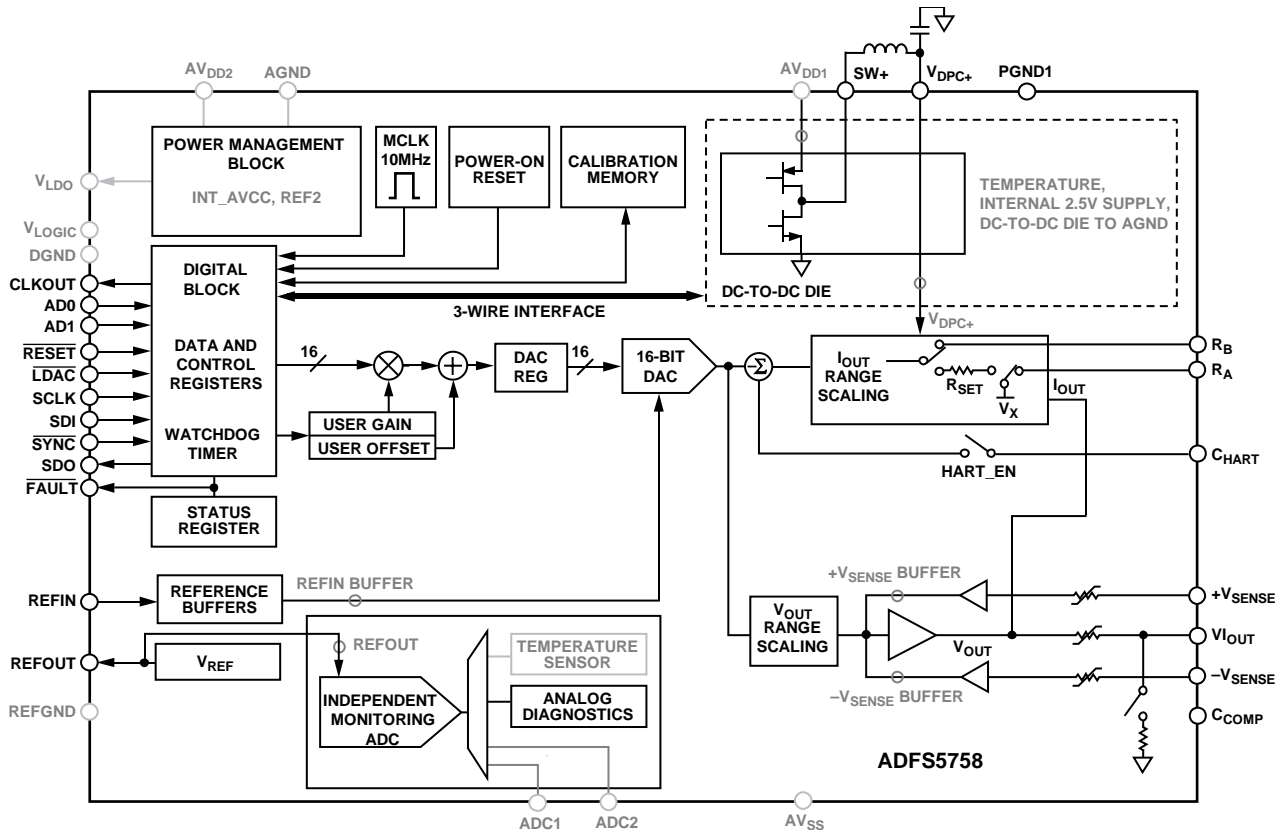 AVDD2
AGND
AVDD1
SW+
VDPC+
PGND1
POWER MANAGEMENT
BLOCK
INT_AVCC, REF2
MCLK
10MHz
POWER-ON
RESET
CALIBRATION
MEMORY
TEMPERATURE,
INTERNAL 2.5V SUPPLY,
DC-TO-DC DIE TO AGND
DC-TO-DC DIE
VLDO
VLOGIC
DGND
CLKOUT
AD0
AD1
RESET
LDAC
SCLK
SDI
SYNC
SDO
FAULT
DIGITAL
BLOCK
DATA AND
CONTROL
REGISTERS
WATCHDOG
TIMER
3-WIRE INTERFACE
16
USER GAIN
USER OFFSET
DAC
REG
16
16-BIT
DAC
–Σ
VDPC+
IOUT
RANGE
SCALING
RSET
VX
IOUT
RB
RA
HART_EN
CHART
STATUS
REGISTER
REFIN
REFERENCE
BUFFERS
REFIN BUFFER
REFOUT
VREF
REFGND
REFOUT
INDEPENDENT
MONITORING
ADC
TEMPERATURE
SENSOR
ANALOG
DIAGNOSTICS
VOUT
RANGE
SCALING
+VSENSE BUFFER
VOUT
–VSENSE BUFFER
+VSENSE
VIOUT
–VSENSE
CCOMP
ADFS5758
ADC1
ADC2
AVSS